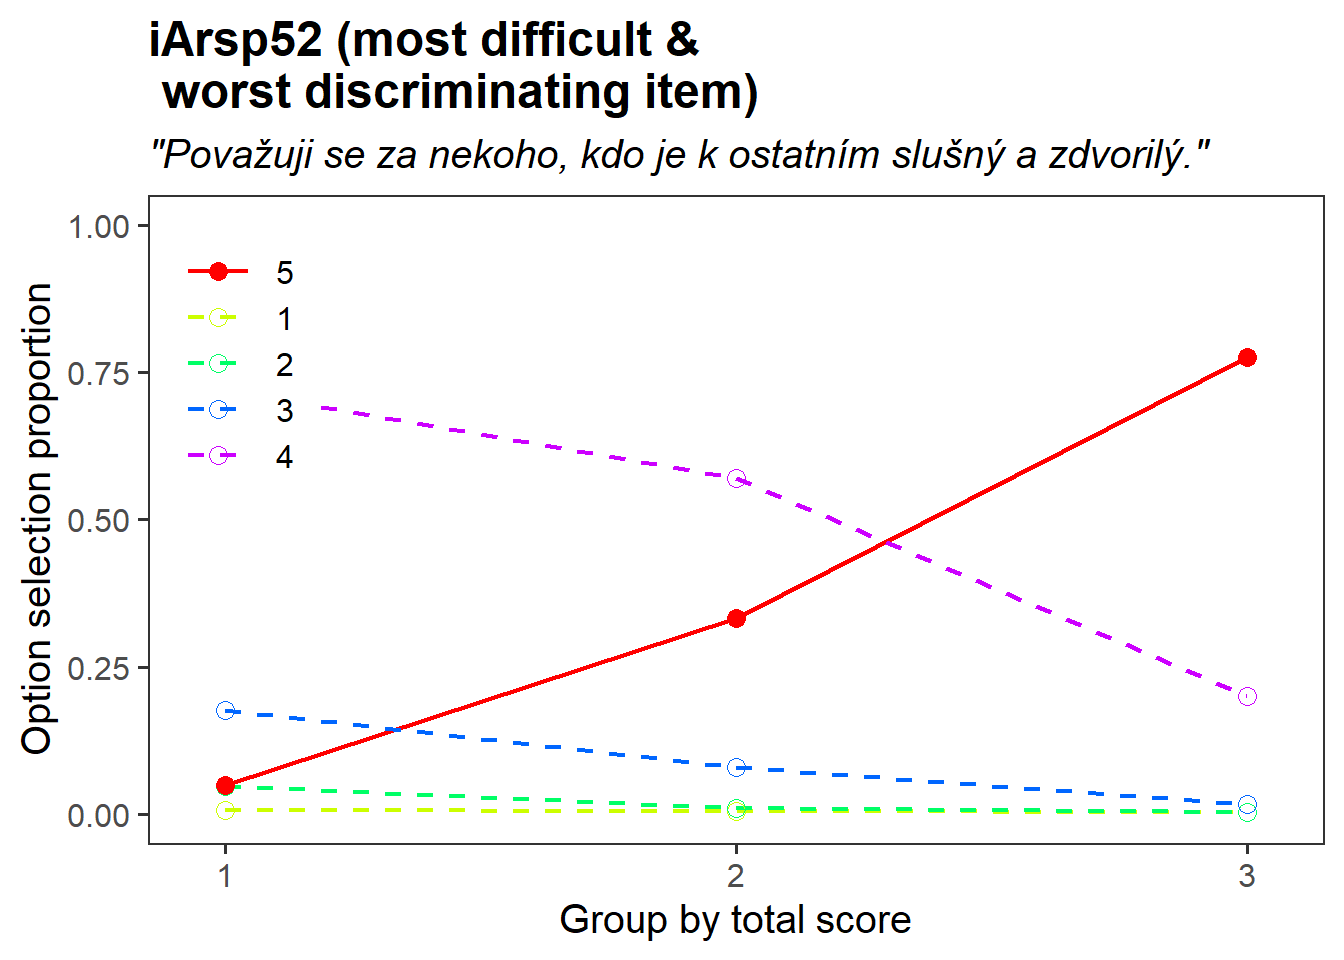 iArsp52 (most difficult &
worst discriminating item)
"Považuji se za nekoho, kdo je k ostatním slušný a zdvorilý."
Option selection proportion
1.00
0.75
0.50
0.25
0.00
5
1
2
3
4
1
2
3
Group by total score